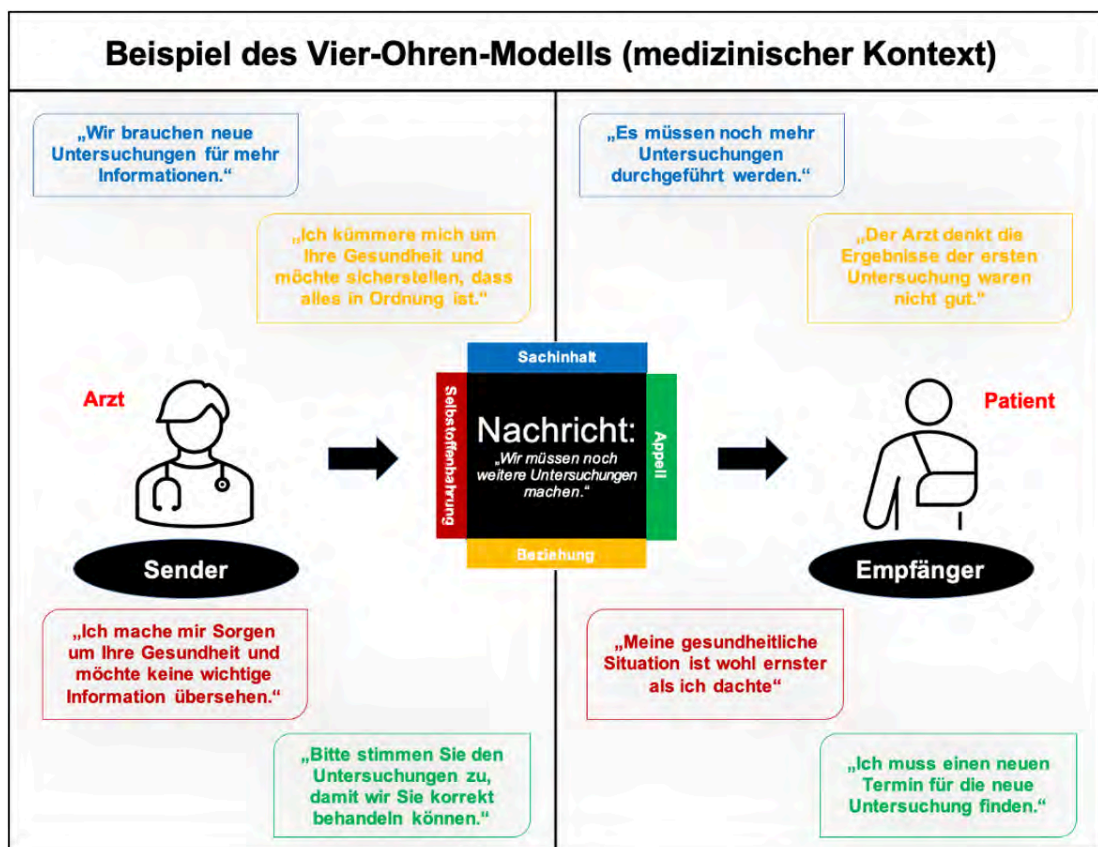 Beispiel des Vier-Ohren-Modells (medizinischer Kontext)
„Wir brauchen neue
Untersuchungen für mehr
Informationen.“
„Ich kümmere mich um
Ihre Gesundheit und
möchte sicherstellen, dass
alles in Ordnung ist.“
Arzt
Sender
„Ich mache mir Sorgen
um Ihre Gesundheit und
möchte keine wichtige
Information übersehen.“
„Bitte stimmen Sie den
Untersuchungen zu,
damit wir Sie korrekt
behandeln können.“
Sachinhalt
Selbstoffenbahrung
Nachricht:
„Wir müssen noch
weitere Untersuchungen
machen.“
Appell
Beziehung
„Es müssen noch mehr
Untersuchungen
durchgeführt werden.“
„Der Arzt denkt die
Ergebnisse der ersten
Untersuchung waren
nicht gut.“
Patient
Empfänger
„Meine gesundheitliche
Situation ist wohl ernster
als ich dachte“
„Ich muss einen neuen
Termin für die neue
Untersuchung finden.“